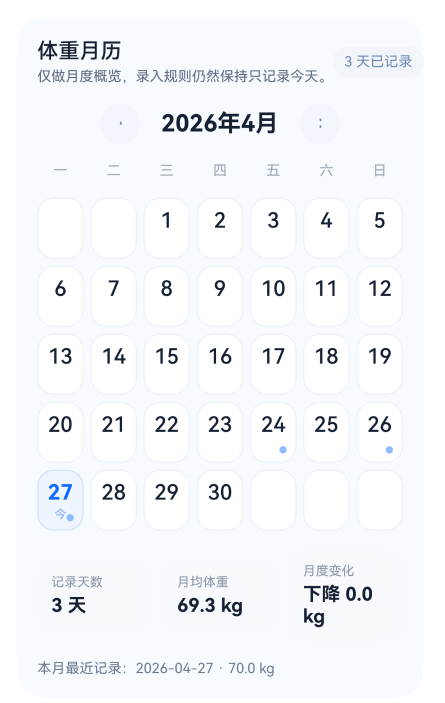 体重月历
仅做月度概览，录入规则仍然保持只记录今天。
3 天已记录
2026年4月
一 二 三 四 五 六 日
1 2 3 4 5
6 7 8 9 10 11 12
13 14 15 16 17 18 19
20 21 22 23 24 25 26
27 28 29 30
今
记录天数
3 天
月均体重
69.3 kg
月度变化
下降 0.0
kg
本月最近记录：2026-04-27 · 70.0 kg